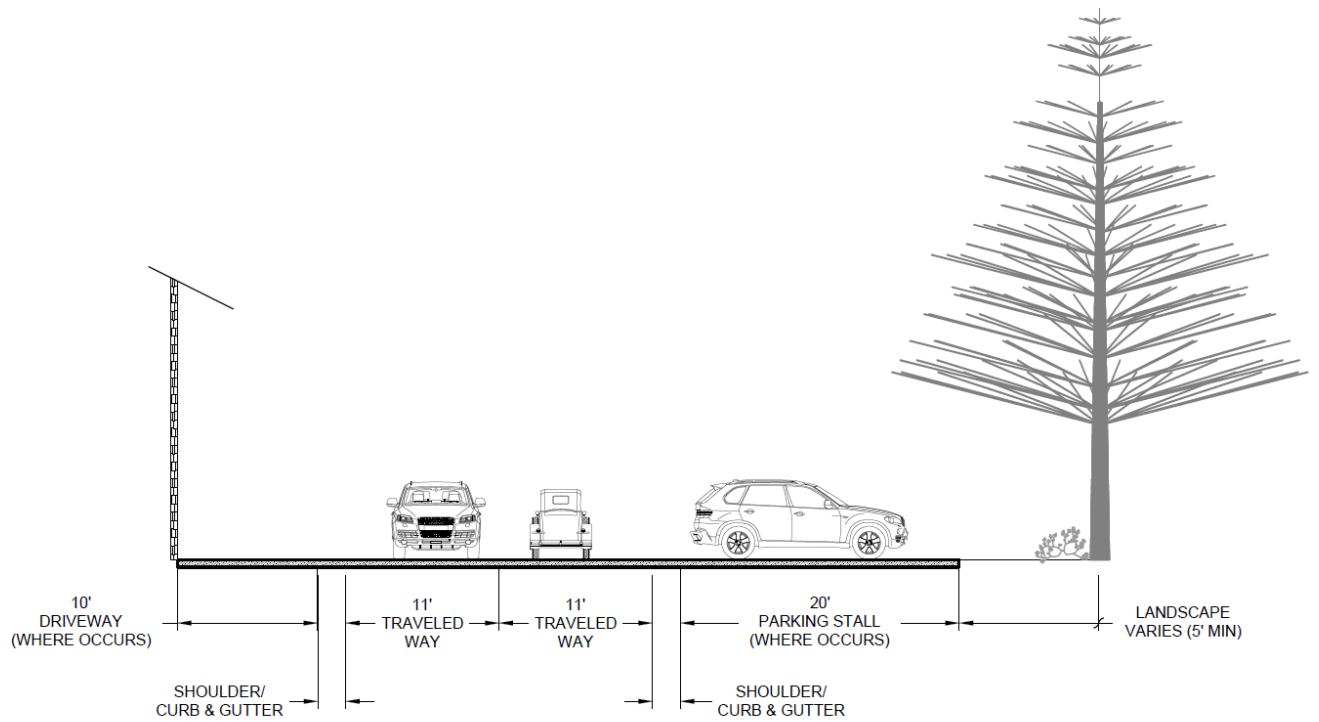 10'
DRIVEWAY
(WHERE OCCURS)
11'
TRAVELED
WAY
11'
TRAVELED
WAY
20'
PARKING STALL
(WHERE OCCURS)
LANDSCAPE
VARIES (5' MIN)
SHOULDER/
CURB & GUTTER
SHOULDER/
CURB & GUTTER